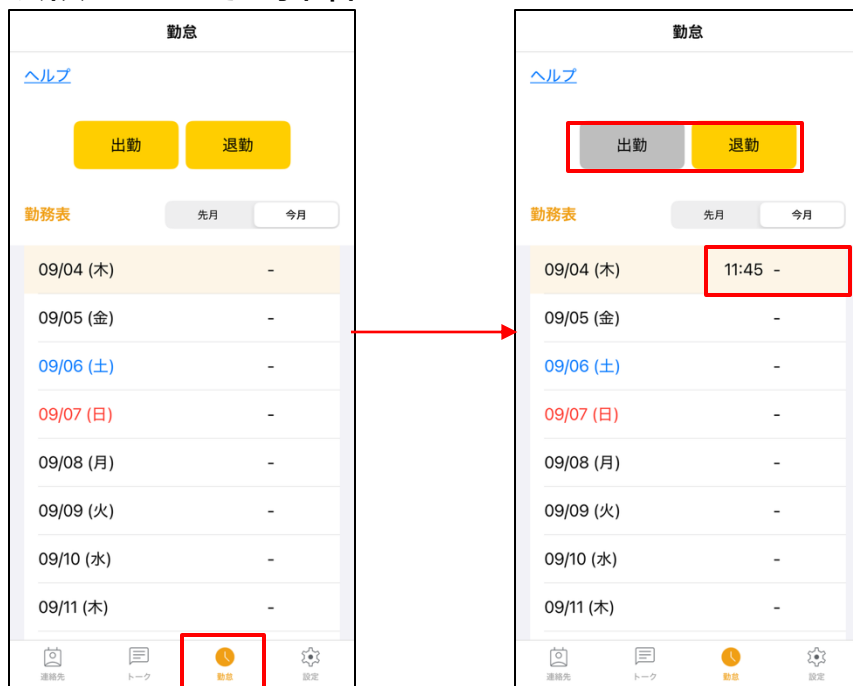 勤怠
ヘルプ
出勤 退勤
勤務表 先月 今月
09/04 (木) -
09/05 (金) -
09/06 (土) -
09/07 (日) -
09/08 (月) -
09/09 (火) -
09/10 (水) -
09/11 (木) -
連絡先 トーク 勤怠 設定
勤怠
ヘルプ
出勤 退勤
勤務表 先月 今月
09/04 (木) 11:45 -
09/05 (金) -
09/06 (土) -
09/07 (日) -
09/08 (月) -
09/09 (火) -
09/10 (水) -
09/11 (木) -
連絡先 トーク 勤怠 設定